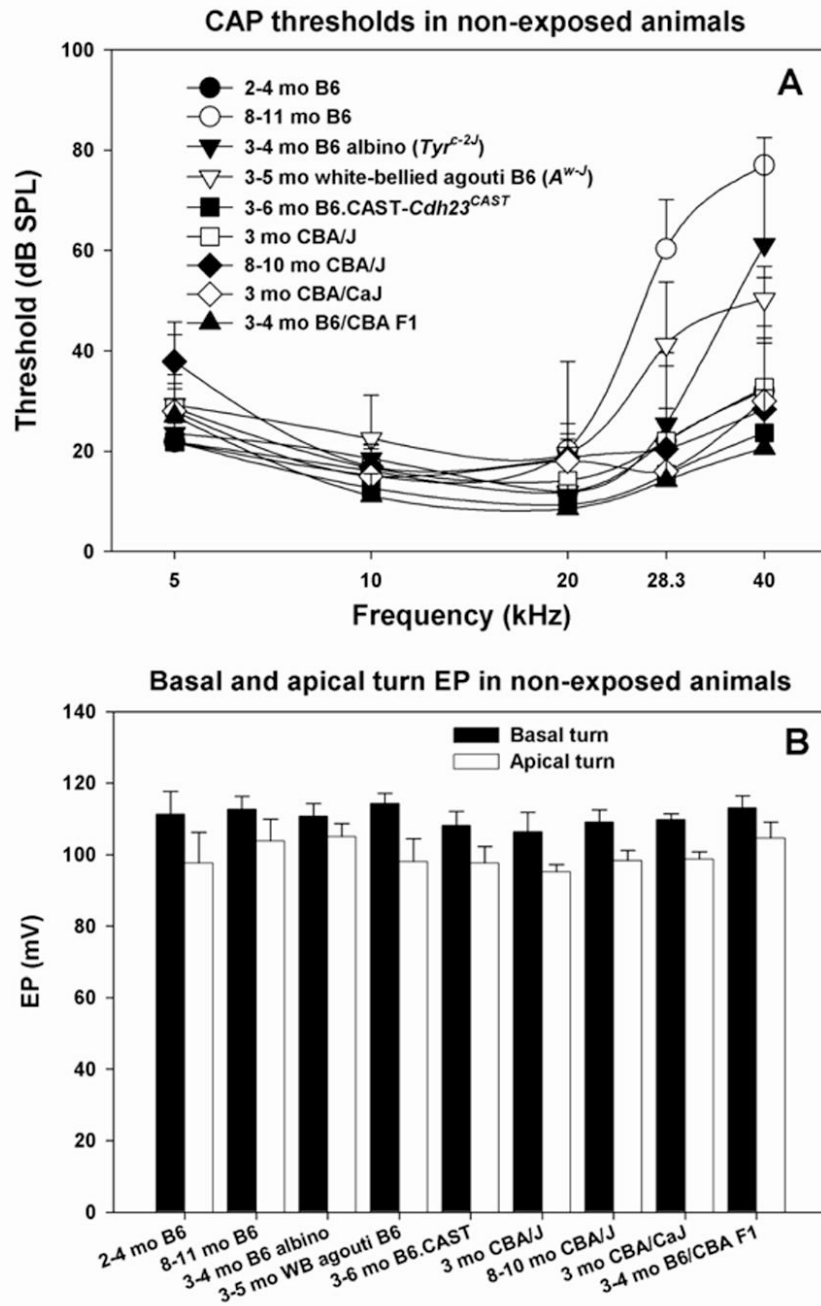 CAP thresholds in non-exposed animals
A
100
80
60
40
20
0
Threshold (dB SPL)
2-4 mo B6
8-11 mo B6
3-4 mo B6 albino (Tyr^c-2J)
3-5 mo white-bellied agouti B6 (A^w-J)
3-6 mo B6.CAST-Cdh23^CAST
3 mo CBA/J
8-10 mo CBA/J
3 mo CBA/CaJ
3-4 mo B6/CBA F1
5 10 20 28.3 40
Frequency (kHz)
Basal and apical turn EP in non-exposed animals
B
140
120
100
80
60
40
20
0
EP (mV)
Basal turn
Apical turn
2-4 mo B6
8-11 mo B6
3-4 mo B6 albino
3-5 mo WB agouti B6
3-6 mo B6.CAST
3 mo CBA/J
8-10 mo CBA/J
3 mo CBA/CaJ
3-4 mo B6/CBA F1